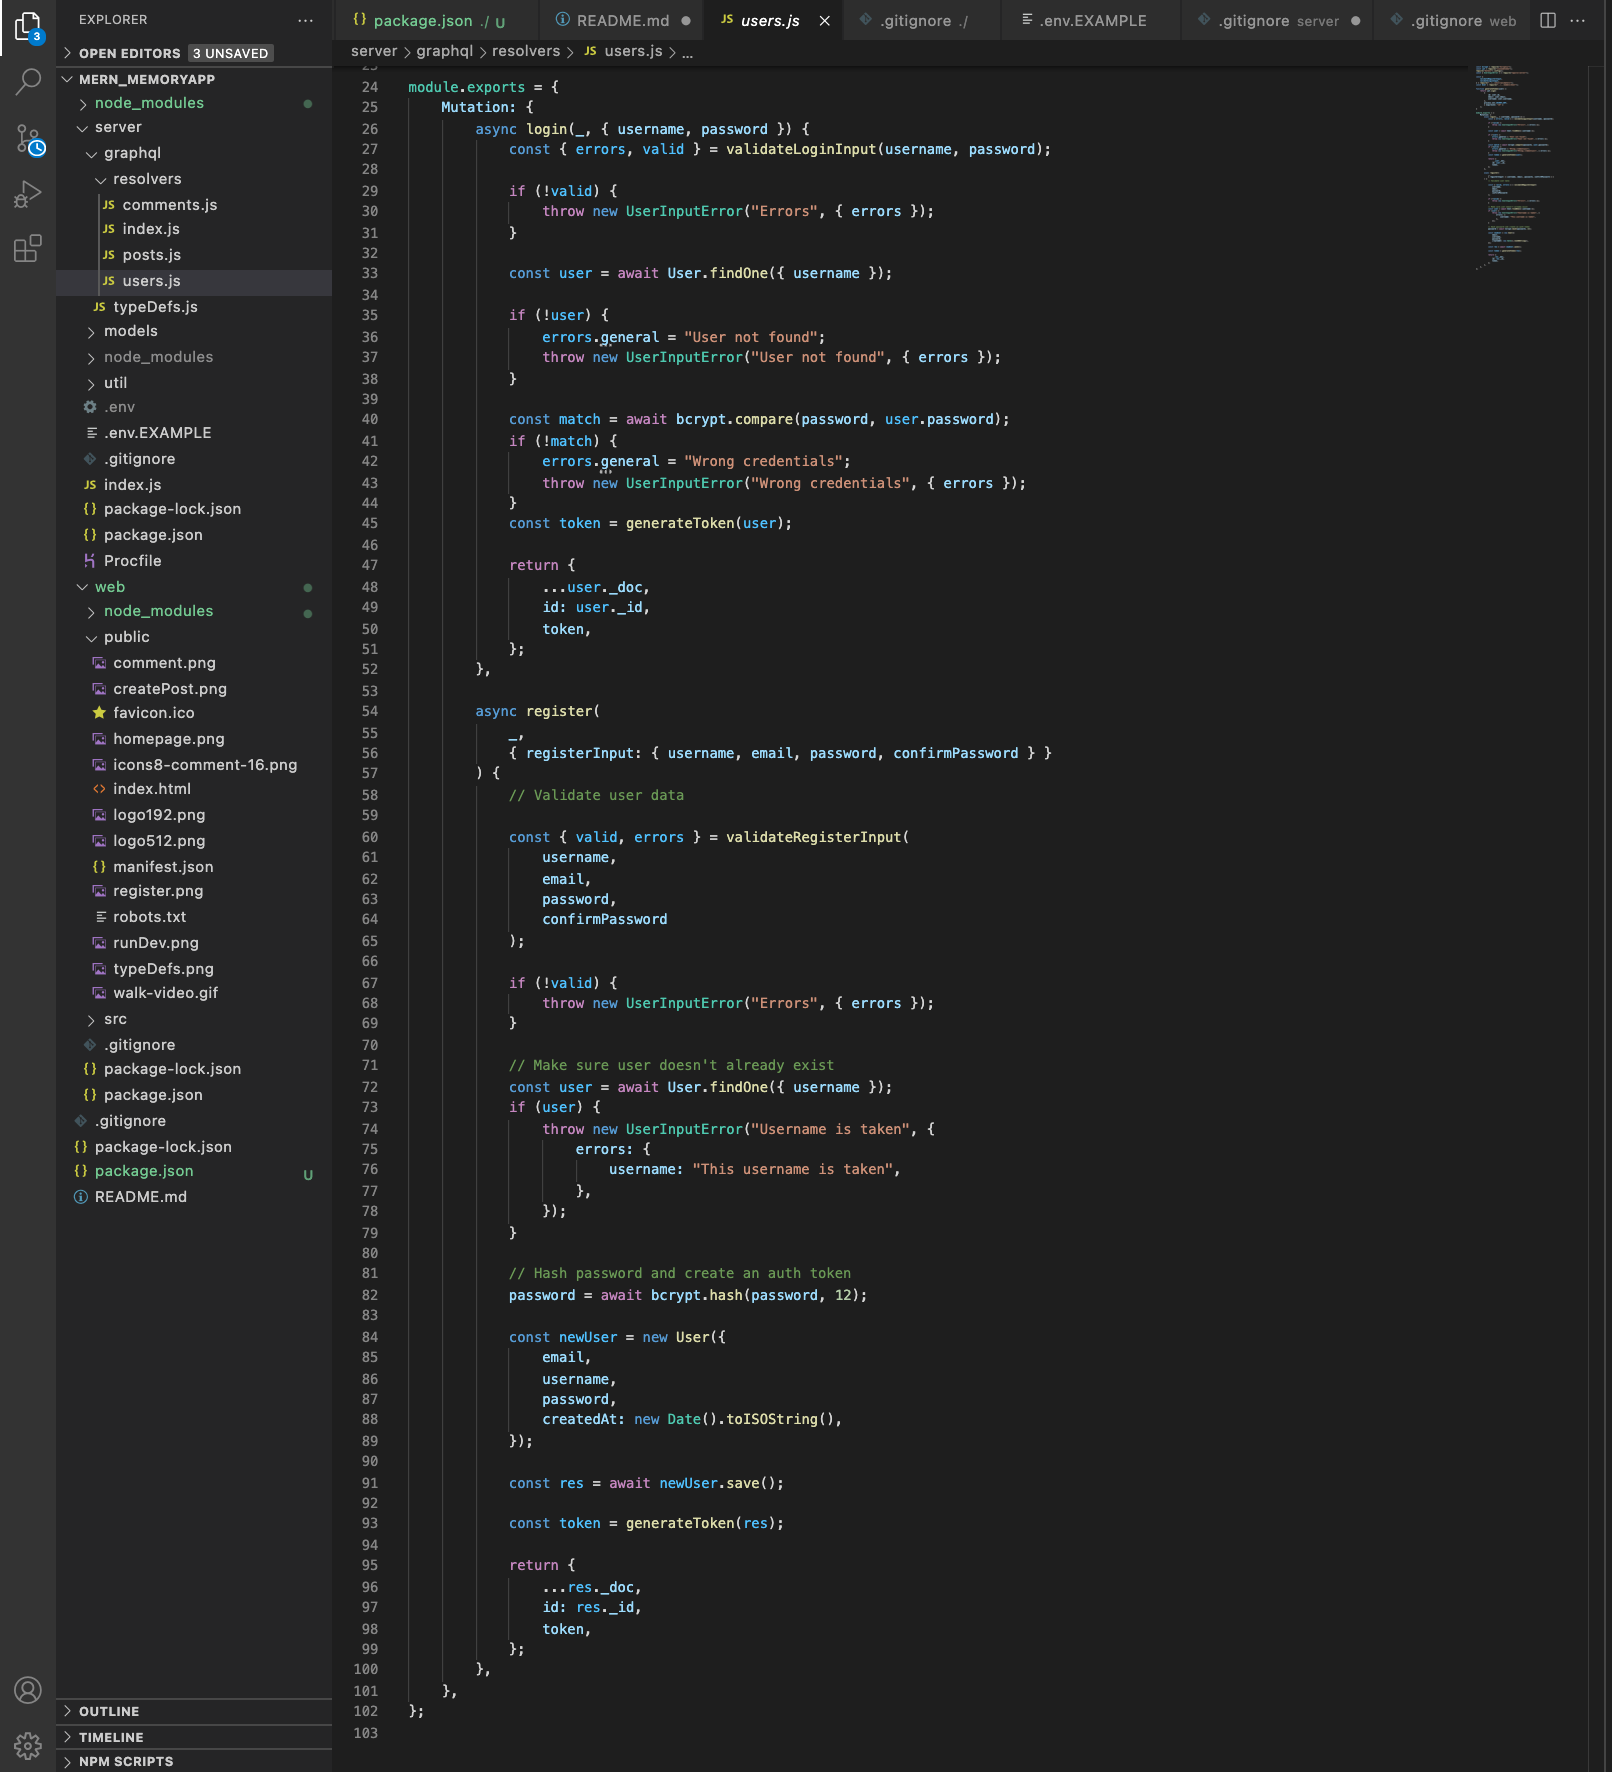 EXPLORER
OPEN EDITORS 3 UNSAVED
MERN_MEMORYAPP
node_modules
server
graphql
resolvers
JS comments.js
JS index.js
JS posts.js
JS users.js
JS typeDefs.js
models
node_modules
util
.env
.env.EXAMPLE
.gitignore
JS index.js
{} package-lock.json
{} package.json
Procfile
web
node_modules
public
comment.png
createPost.png
favicon.ico
homepage.png
icons8-comment-16.png
<> index.html
logo192.png
logo512.png
{} manifest.json
register.png
robots.txt
runDev.png
typeDefs.png
walk-video.gif
src
.gitignore
{} package-lock.json
{} package.json
.gitignore
{} package-lock.json
{} package.json U
README.md
OUTLINE
TIMELINE
NPM SCRIPTS
3
{} package.json ./ U
README.md
JS users.js
.gitignore ./
.env.EXAMPLE
.gitignore server
.gitignore web
server > graphql > resolvers > JS users.js > ...
24 module.exports = {
25 Mutation: {
26 async login(_, { username, password }) {
27 const { errors, valid } = validateLoginInput(username, password);
28
29 if (!valid) {
30 throw new UserInputError("Errors", { errors });
31 }
32
33 const user = await User.findOne({ username });
34
35 if (!user) {
36 errors.general = "User not found";
37 throw new UserInputError("User not found", { errors });
38 }
39
40 const match = await bcrypt.compare(password, user.password);
41 if (!match) {
42 errors.general = "Wrong credentials";
43 throw new UserInputError("Wrong credentials", { errors });
44 }
45 const token = generateToken(user);
46
47 return {
48 ...user._doc,
49 id: user._id,
50 token,
51 };
52 },
53
54 async register(
55 _,
56 { registerInput: { username, email, password, confirmPassword } }
57 ) {
58 // Validate user data
59
60 const { valid, errors } = validateRegisterInput(
61 username,
62 email,
63 password,
64 confirmPassword
65 );
66
67 if (!valid) {
68 throw new UserInputError("Errors", { errors });
69 }
70
71 // Make sure user doesn't already exist
72 const user = await User.findOne({ username });
73 if (user) {
74 throw new UserInputError("Username is taken", {
75 errors: {
76 username: "This username is taken",
77 },
78 });
79 }
80
81 // Hash password and create an auth token
82 password = await bcrypt.hash(password, 12);
83
84 const newUser = new User({
85 email,
86 username,
87 password,
88 createdAt: new Date().toISOString(),
89 });
90
91 const res = await newUser.save();
92
93 const token = generateToken(res);
94
95 return {
96 ...res._doc,
97 id: res._id,
98 token,
99 };
100 },
101 },
102 };
103